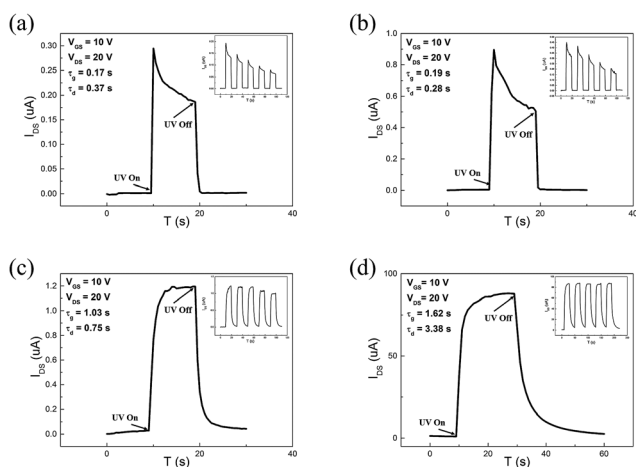 (a)
V_GS = 10 V
V_DS = 20 V
τ_g = 0.17 s
τ_d = 0.37 s
UV On
UV Off
I_DS (uA)
0.30
0.25
0.20
0.15
0.10
0.05
0.00
0 20 40
T (s)
T (s)
(b)
V_GS = 10 V
V_DS = 20 V
τ_g = 0.19 s
τ_d = 0.28 s
UV On
UV Off
I_DS (uA)
1.0
0.8
0.6
0.4
0.2
0.0
0 20 40
T (s)
T (s)
(c)
V_GS = 10 V
V_DS = 20 V
τ_g = 1.03 s
τ_d = 0.75 s
UV On
UV Off
I_DS (uA)
1.2
1.0
0.8
0.6
0.4
0.2
0.0
0 20 40
T (s)
T (s)
(d)
V_GS = 10 V
V_DS = 20 V
τ_g = 1.62 s
τ_d = 3.38 s
UV On
UV Off
I_DS (uA)
100
75
50
25
0
0 20 40 60
T (s)
T (s)